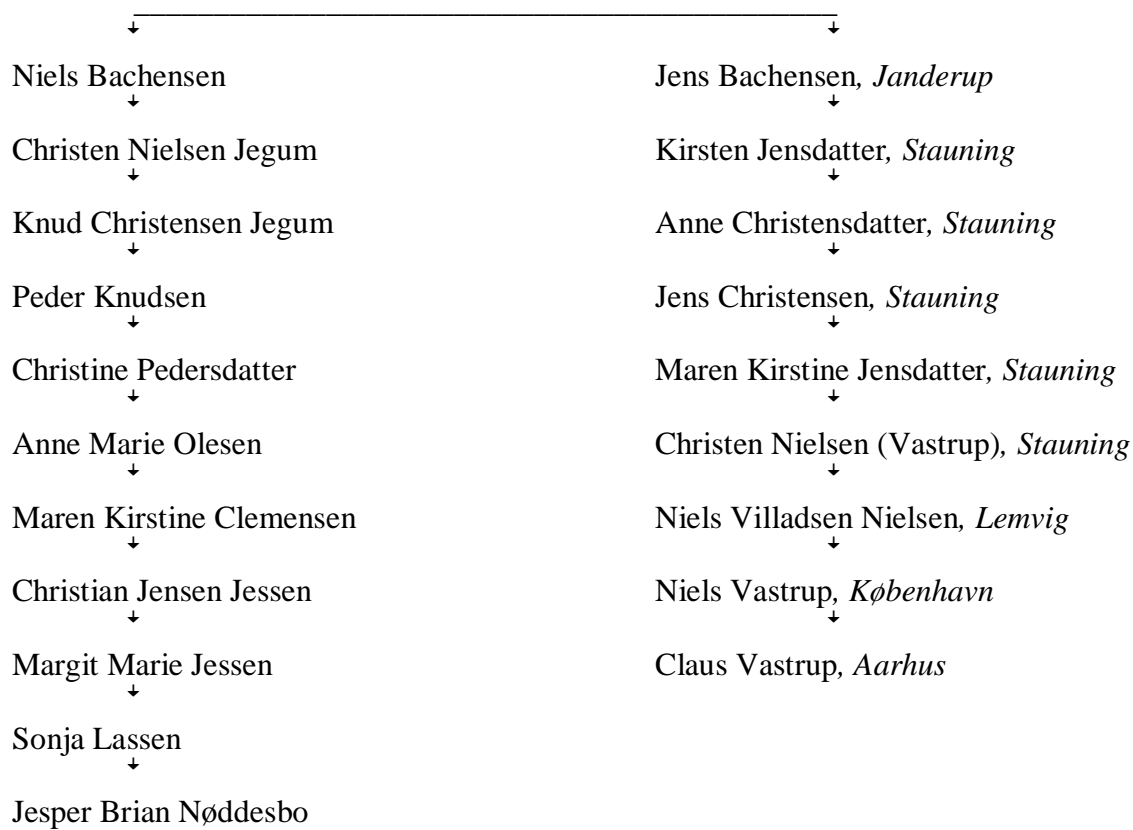 Niels Bachensen
Jens Bachensen, Janderup
Christen Nielsen Jegum
Kirsten Jensdatter, Stauning
Knud Christensen Jegum
Anne Christensdatter, Stauning
Peder Knudsen
Jens Christensen, Stauning
Christine Pedersdatter
Maren Kirstine Jensdatter, Stauning
Anne Marie Olesen
Christen Nielsen (Vastrup), Stauning
Maren Kirstine Clemensen
Niels Villadsen Nielsen, Lemvig
Christian Jensen Jessen
Niels Vastrup, København
Margit Marie Jessen
Claus Vastrup, Aarhus
Sonja Lassen
Jesper Brian Nøddesbo